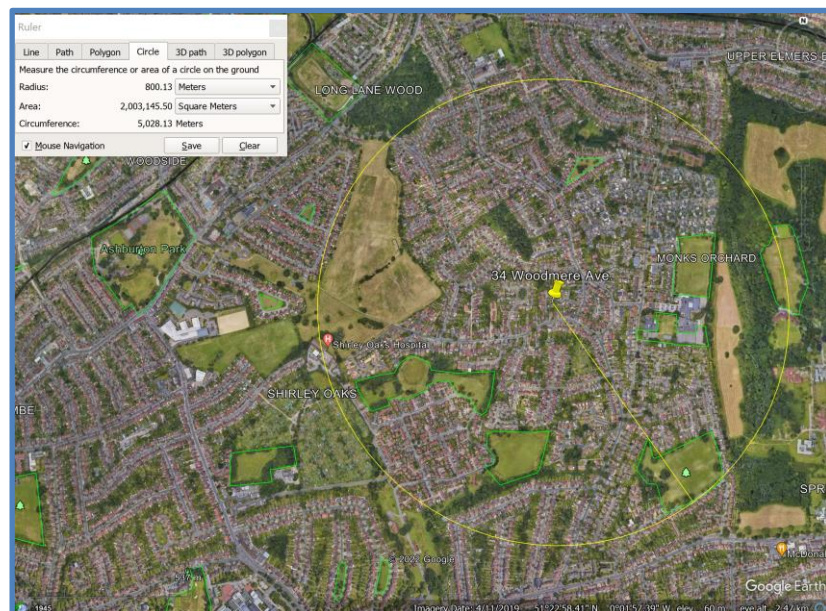 Ruler
Line Path Polygon Circle 3D path 3D polygon
Measure the circumference or area of a circle on the ground
Radius: 800.13 Meters
Area: 2,003,145.50 Square Meters
Circumference: 5,028.13 Meters
Mouse Navigation Save Clear
N
UPPER ELMERS E
LONG LANE WOOD
WOODSIDE
Ashburton Park
MONKS ORCHARD
34 Woodmere Ave
H Shirley Oaks Hospital
SHIRLEY OAKS
MBE
SPR
© 2021 Google
McDonal
Google Earth
1945
Imagery Date: 4/11/2019 51°22'58.41" N 0°01'57.39" W elev 60 m eye alt 2.47 km